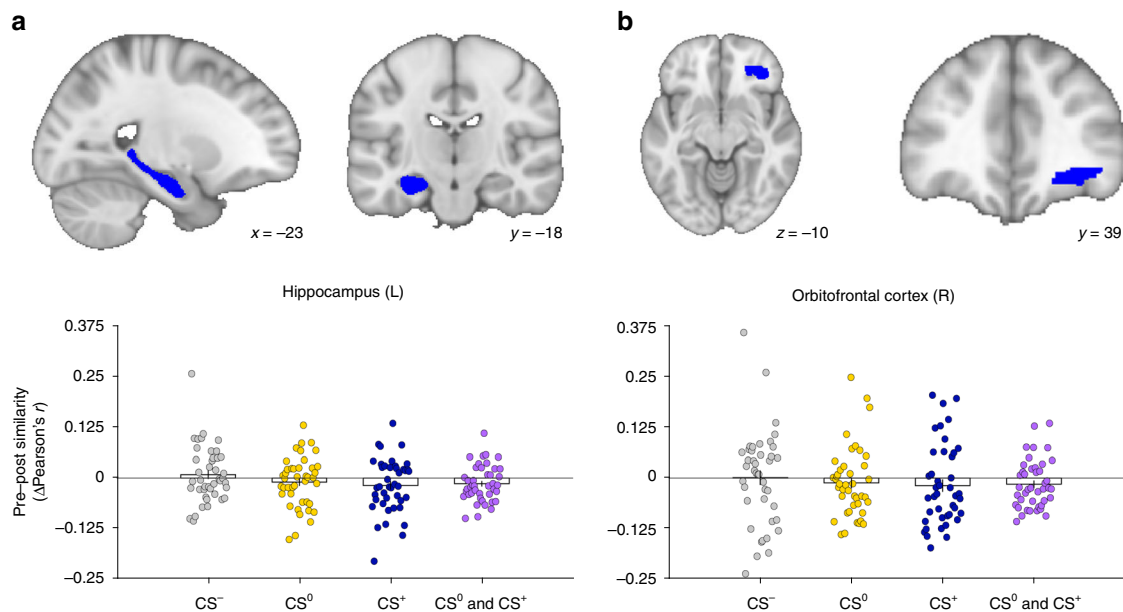 a
b
x = –23
y = –18
z = –10
y = 39
Hippocampus (L)
Pre–post similarity
(ΔPearson's r)
0.375
0.25
0.125
0
–0.125
–0.25
CS⁻
CS⁰
CS⁺
CS⁰ and CS⁺
Orbitofrontal cortex (R)
0.375
0.25
0.125
0
–0.125
–0.25
CS⁻
CS⁰
CS⁺
CS⁰ and CS⁺